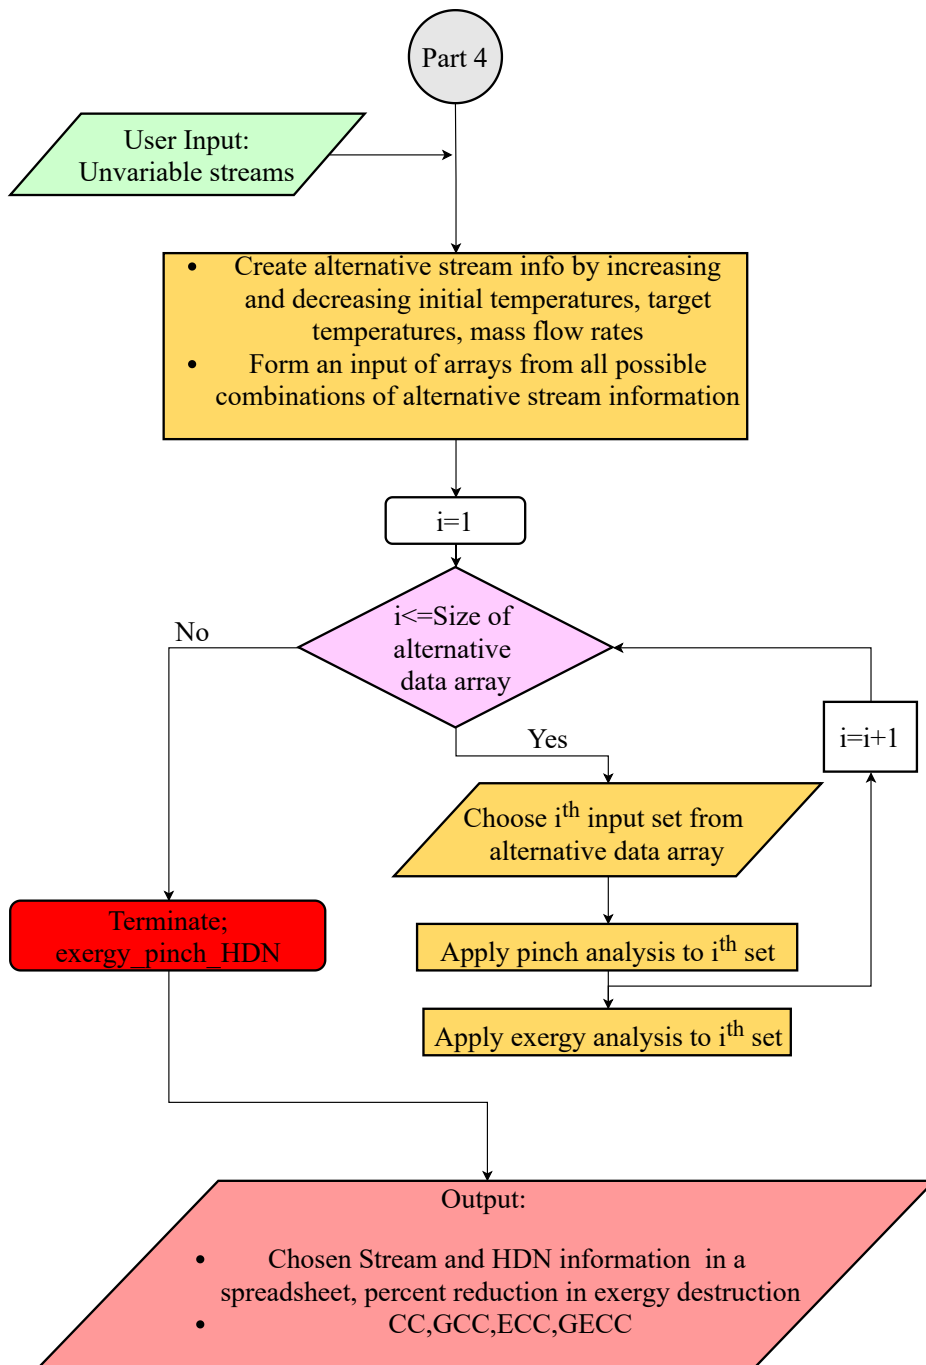 Part 4
User Input:
Unvariable streams
• Create alternative stream info by increasing
and decreasing initial temperatures, target
temperatures, mass flow rates
• Form an input of arrays from all possible
combinations of alternative stream information
i=1
i<=Size of
alternative
data array
No
Yes
i=i+1
Choose i^th input set from
alternative data array
Apply pinch analysis to i^th set
Apply exergy analysis to i^th set
Terminate;
exergy_pinch_HDN
Output:
• Chosen Stream and HDN information in a
spreadsheet, percent reduction in exergy destruction
• CC,GCC,ECC,GECC